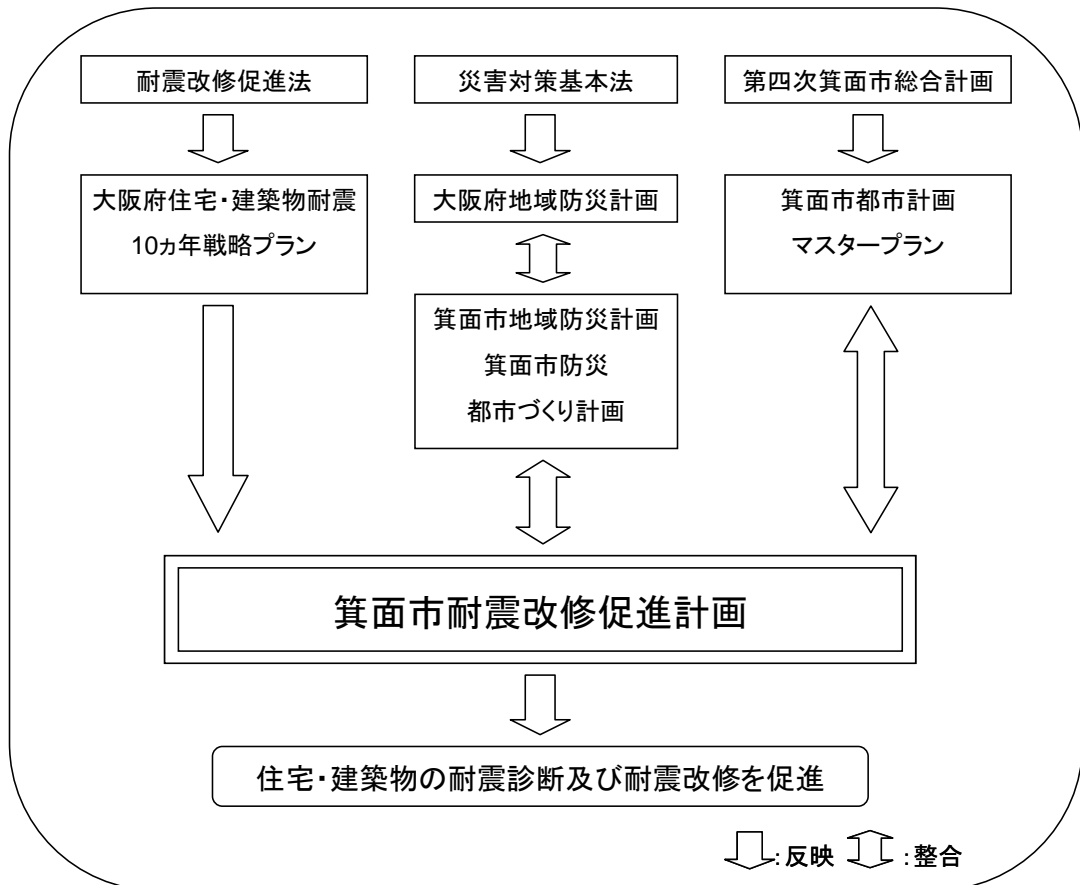 耐震改修促進法
災害対策基本法
第四次箕面市総合計画
大阪府住宅・建築物耐震
10ヵ年戦略プラン
大阪府地域防災計画
箕面市都市計画
マスタープラン
箕面市地域防災計画
箕面市防災
都市づくり計画
箕面市耐震改修促進計画
住宅・建築物の耐震診断及び耐震改修を促進
:反映 :整合